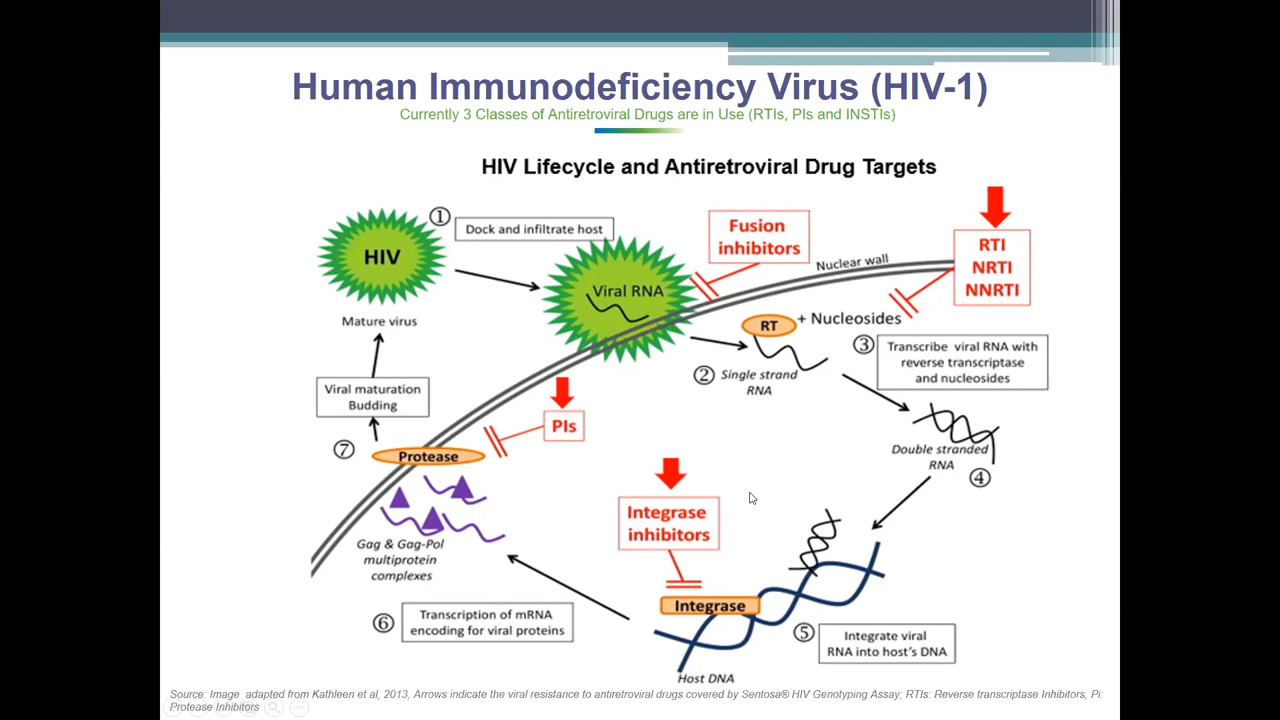 Human Immunodeficiency Virus (HIV-1)
Currently 3 Classes of Antiretroviral Drugs are in Use (RTIs, PIs and INSTIs)
HIV Lifecycle and Antiretroviral Drug Targets
①
Dock and infiltrate host
HIV
Mature virus
Viral RNA
Fusion
inhibitors
Nuclear wall
RTI
NRTI
NNRTI
RT
+ Nucleosides
②
Single strand
RNA
③
Transcribe viral RNA with
reverse transcriptase
and nucleosides
Double stranded
RNA
④
Viral maturation
Budding
⑦
PIs
Protease
Gag & Gag-Pol
multiprotein
complexes
Integrase
inhibitors
Integrase
⑤
Integrate viral
RNA into host's DNA
Host DNA
⑥
Transcription of mRNA
encoding for viral proteins
Source: Image adapted from Kathleen et al, 2013, Arrows indicate the viral resistance to antiretroviral drugs covered by Sentosa® HIV Genotyping Assay; RTIs: Reverse transcriptase Inhibitors, Pi:
Protease Inhibitors